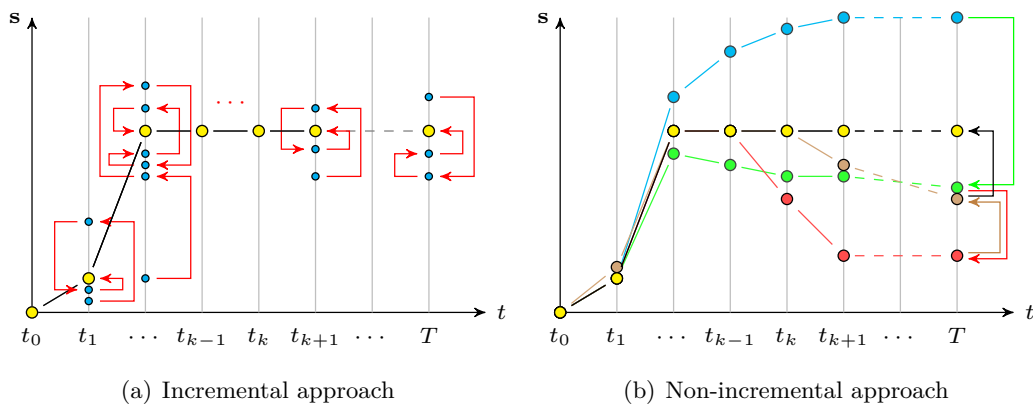 s
· · ·
t
t₀ t₁ · · · tₖ₋₁ tₖ tₖ₊₁ · · · T
(a) Incremental approach
s
t
t₀ t₁ · · · tₖ₋₁ tₖ tₖ₊₁ · · · T
(b) Non-incremental approach